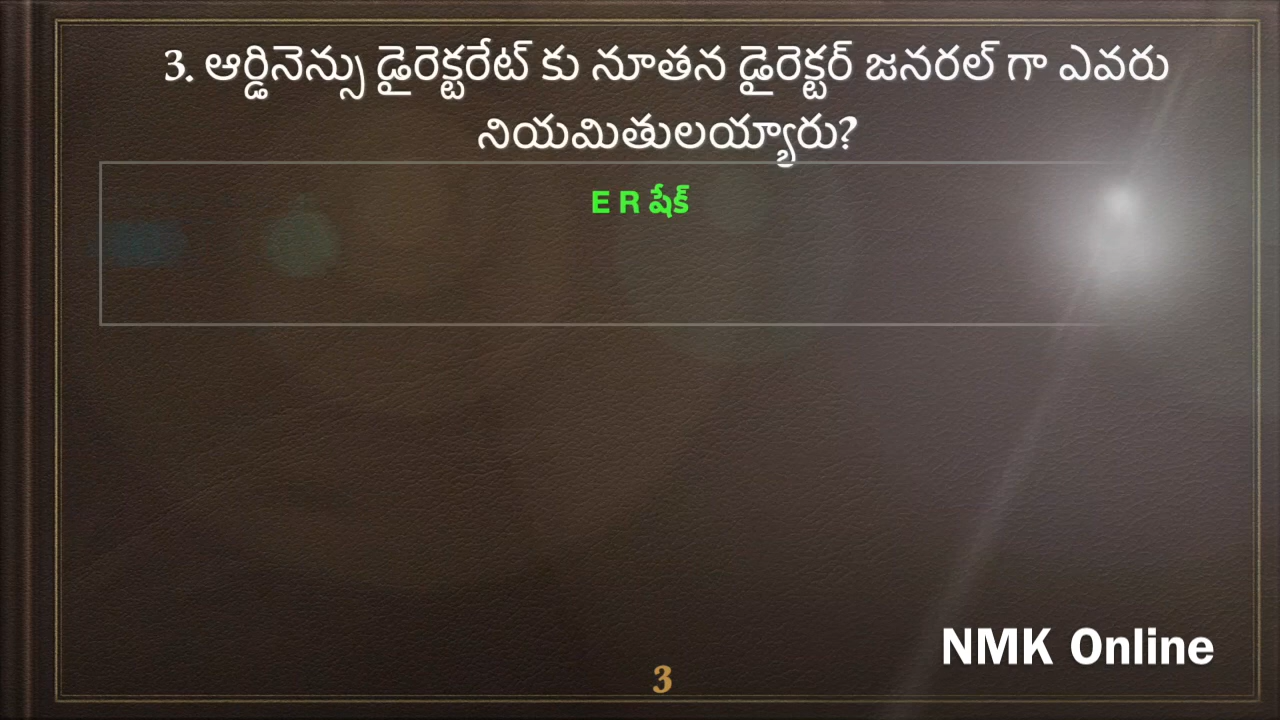 3. ఆర్డినెన్సు డైరెక్టరేట్ కు నూతన డైరెక్టర్ జనరల్ గా ఎవరు
నియమితులయ్యారు?
E R షేక్
NMK Online
3